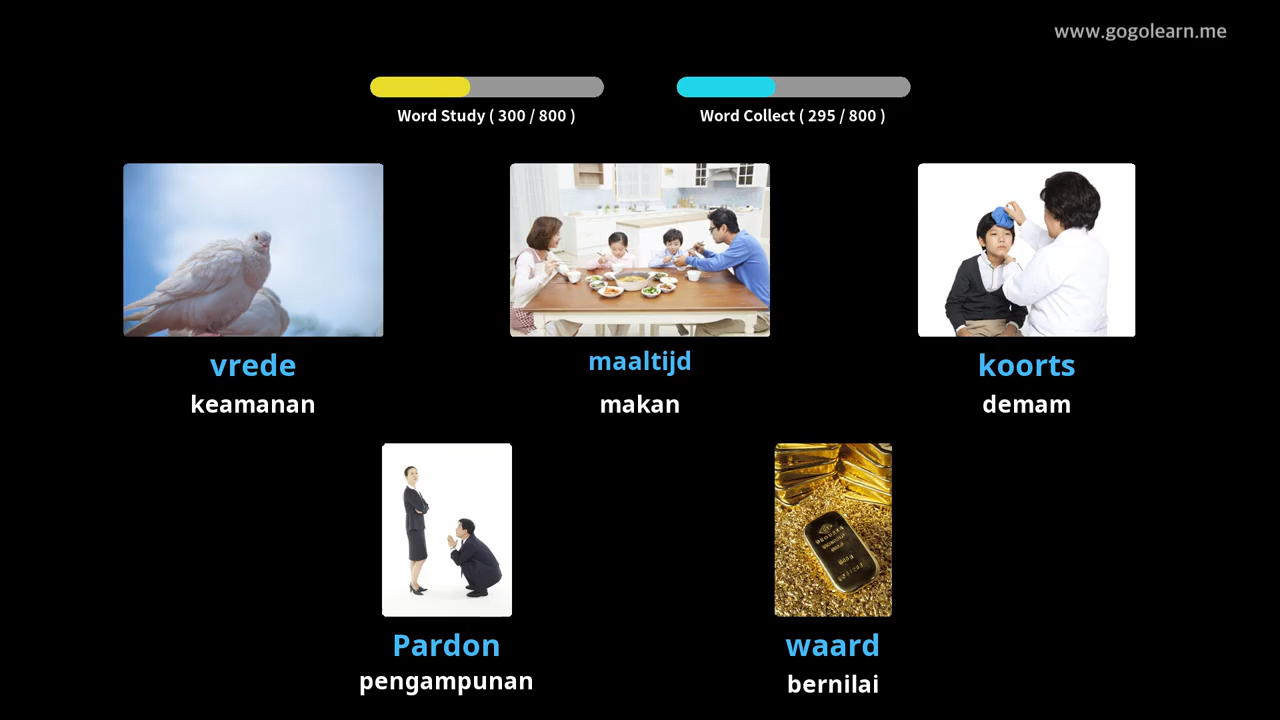 www.gogolearn.me
Word Study ( 300 / 800 )
Word Collect ( 295 / 800 )
vrede
maaltijd
koorts
keamanan
makan
demam
Pardon
waard
pengampunan
bernilai